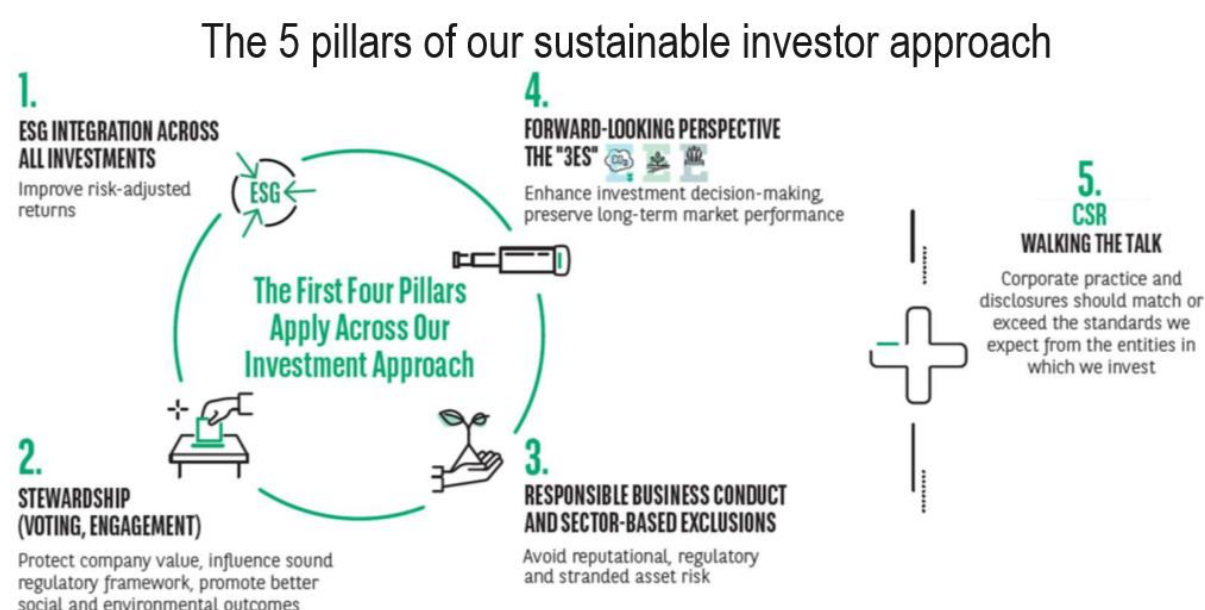 The 5 pillars of our sustainable investor approach
1.
ESG INTEGRATION ACROSS
ALL INVESTMENTS
Improve risk-adjusted
returns
ESG
2.
STEWARDSHIP
(VOTING, ENGAGEMENT)
Protect company value, influence sound
regulatory framework, promote better
social and environmental outcomes
3.
RESPONSIBLE BUSINESS CONDUCT
AND SECTOR-BASED EXCLUSIONS
Avoid reputational, regulatory
and stranded asset risk
4.
FORWARD-LOOKING PERSPECTIVE
THE "3ES" CO₂
Enhance investment decision-making,
preserve long-term market performance
The First Four Pillars
Apply Across Our
Investment Approach
5.
CSR
WALKING THE TALK
Corporate practice and
disclosures should match or
exceed the standards we
expect from the entities in
which we invest